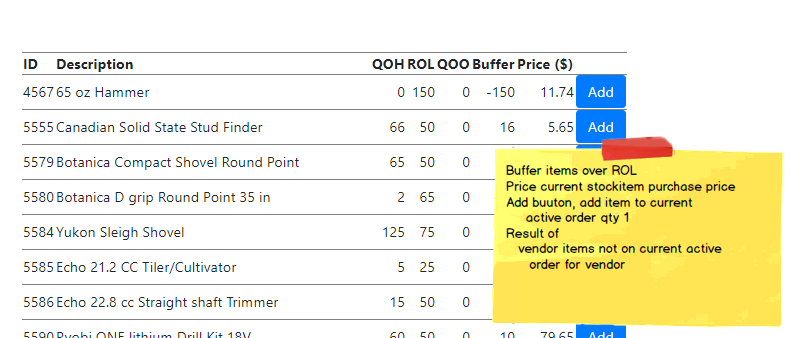 ID Description QOH ROL QOO Buffer Price ($)
4567 65 oz Hammer 0 150 0 -150 11.74 Add
5555 Canadian Solid State Stud Finder 66 50 0 16 5.65 Add
5579 Botanica Compact Shovel Round Point 65 50 0
5580 Botanica D grip Round Point 35 in 2 65 0
5584 Yukon Sleigh Shovel 125 75 0
5585 Echo 21.2 CC Tiler/Cultivator 5 25 0
5586 Echo 22.8 cc Straight shaft Trimmer 15 50 0
5590 Ryobi ONE lithium Drill Kit 18V 60 50 0 10 79.65 Add
Buffer items over ROL
Price current stockitem purchase price
Add buuton, add item to current
active order qty 1
Result of
vendor items not on current active
order for vendor